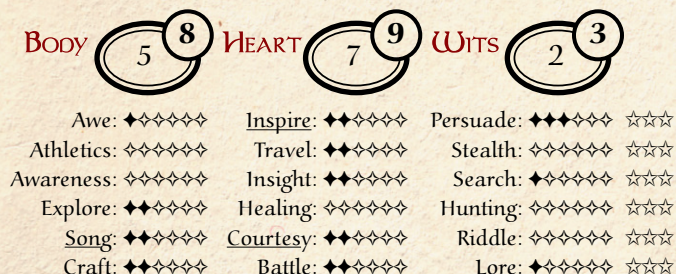 Body 5 8 Heart 7 9 Wits 2 3
Awe: ✦✧✧✧✧✧ Inspire: ✦✦✧✧✧✧ Persuade: ✦✦✦✧✧✧ ☆☆☆
Athletics: ✧✧✧✧✧✧ Travel: ✦✦✧✧✧✧ Stealth: ✧✧✧✧✧✧ ☆☆☆
Awareness: ✧✧✧✧✧✧ Insight: ✦✦✧✧✧✧ Search: ✦✧✧✧✧✧ ☆☆☆
Explore: ✦✦✧✧✧✧ Healing: ✧✧✧✧✧✧ Hunting: ✧✧✧✧✧✧ ☆☆☆
Song: ✦✦✧✧✧✧ Courtesy: ✦✦✧✧✧✧ Riddle: ✧✧✧✧✧✧ ☆☆☆
Craft: ✦✦✧✧✧✧ Battle: ✦✦✧✧✧✧ Lore: ✦✧✧✧✧✧ ☆☆☆